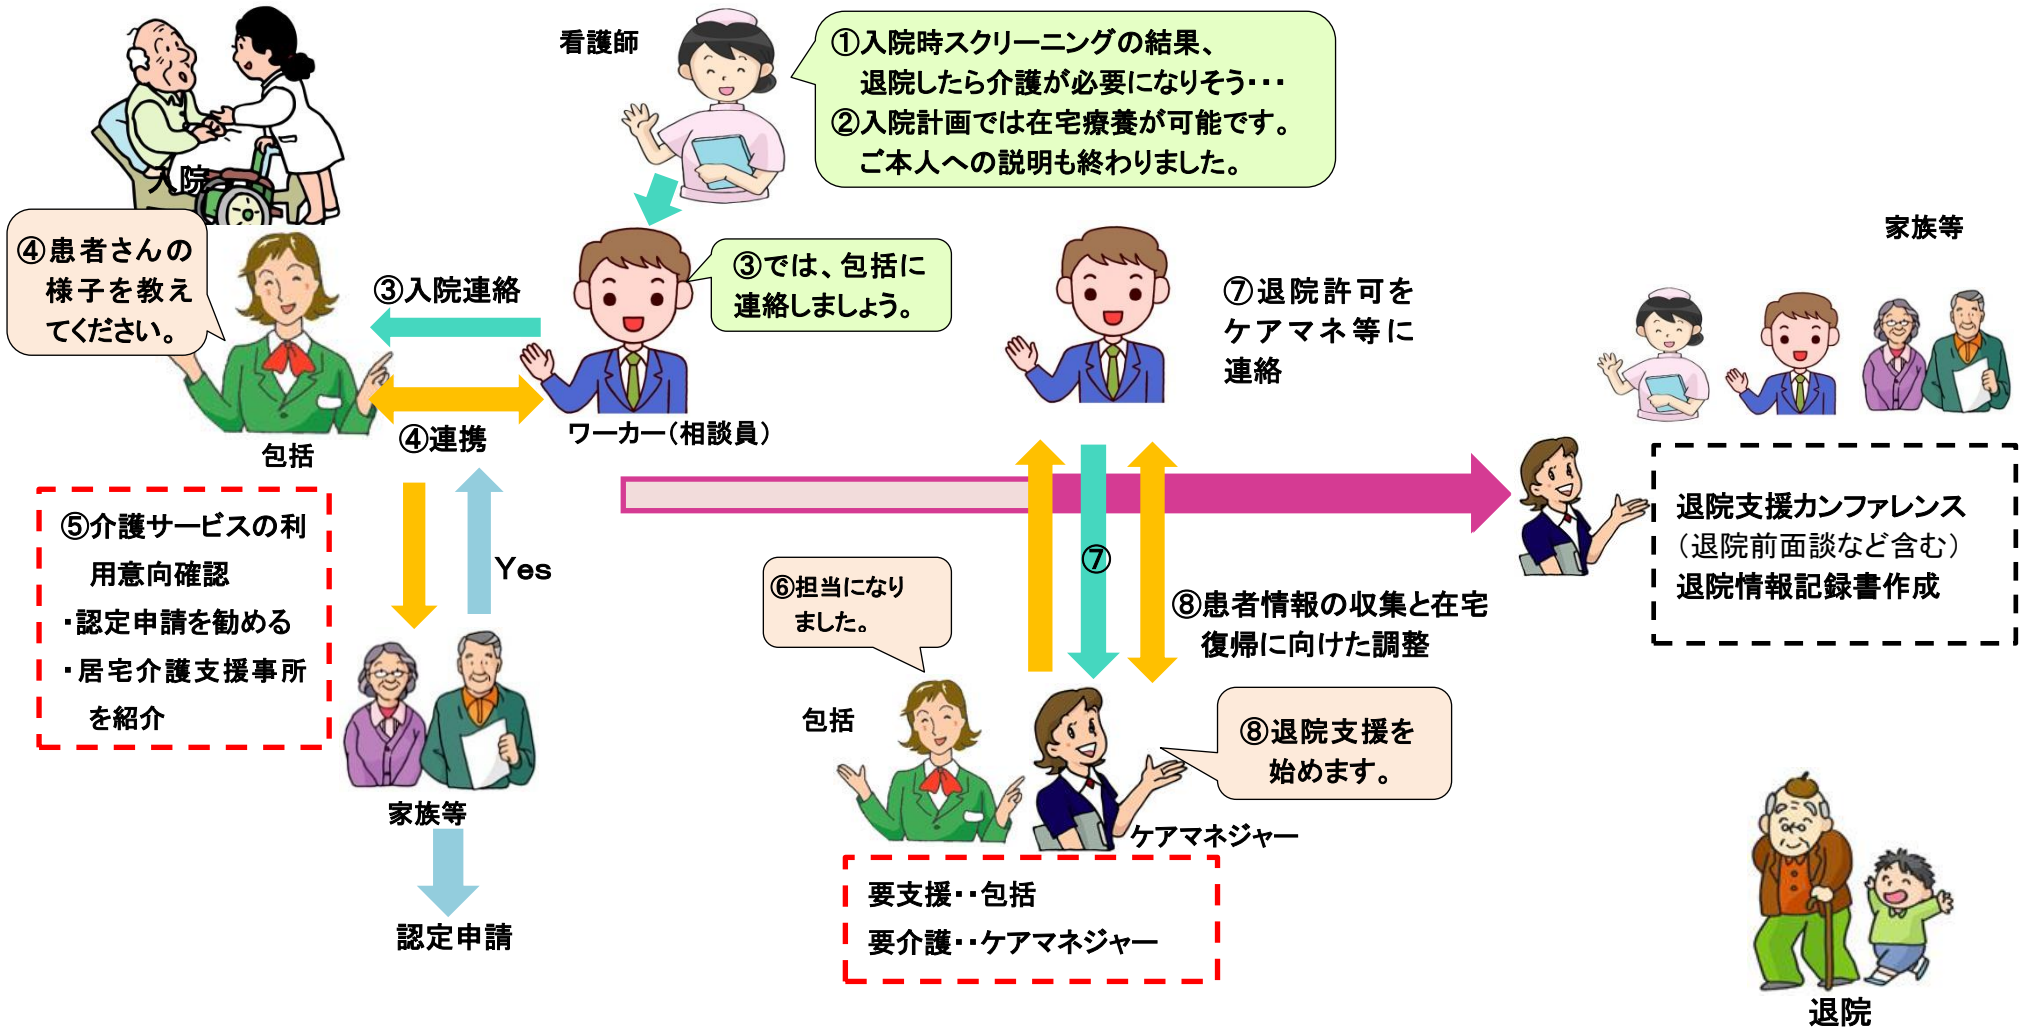 入院
看護師
①入院時スクリーニングの結果、
退院したら介護が必要になりそう･･･
②入院計画では在宅療養が可能です。
ご本人への説明も終わりました。
④患者さんの
様子を教え
てください。
③入院連絡
③では、包括に
連絡しましょう。
④連携
包括
ワーカー（相談員）
⑤介護サービスの利
用意向確認
・認定申請を勧める
・居宅介護支援事所
を紹介
Yes
家族等
認定申請
⑦退院許可を
ケアマネ等に
連絡
⑦
⑥担当になり
ました。
⑧患者情報の収集と在宅
復帰に向けた調整
包括
⑧退院支援を
始めます。
ケアマネジャー
要支援・・包括
要介護・・ケアマネジャー
家族等
退院支援カンファレンス
（退院前面談など含む）
退院情報記録書作成
退院